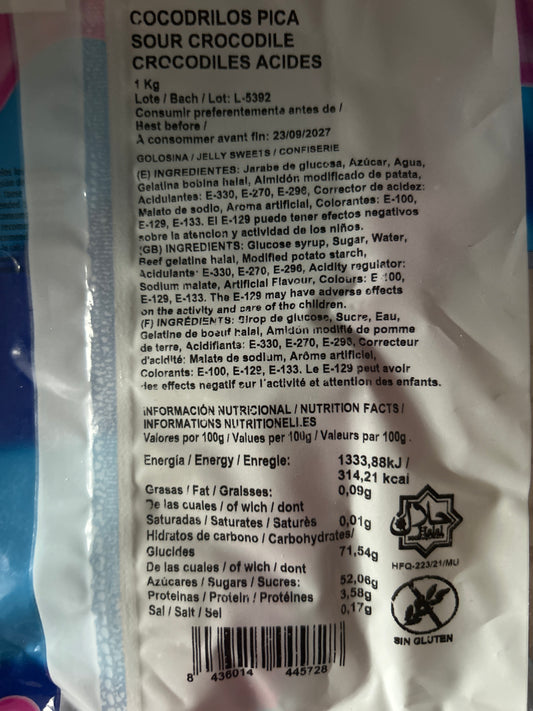 COCODRILOS PICA
SOUR CROCODILE
CROCODILES ACIDES
1 Kg
Lote / Bach / Lot: L-5392
Consumir preferentemente antes de /
Best before /
À consommer avant fin: 23/09/2027
GOLOSINA / JELLY SWEETS / CONFISERIE
(E) INGREDIENTES: Jarabe de glucosa, Azúcar, Agua,
Gelatina bobina halal, Almidón modificado de patata,
Acidulantes: E-330, E-270, E-296, Corrector de acidez:
Malato de sodio, Aroma artificial, Colorantes: E-100,
E-129, E-133. El E-129 puede tener efectos negativos
sobre la atencion y actividad de los niños.
(GB) INGREDIENTS: Glucose syrup, Sugar, Water,
Beef gelatine halal, Modified potato starch,
Acidulants: E-330, E-270, E-296, Acidity regulator:
Sodium malate, Artificial Flavour, Colours: E-100,
E-129, E-133. The E-129 may have adverse effects
on the activity and care of the children.
(F) INGRÉDIENTS: Sirop de glucose, Sucre, Eau,
Gelatine de boeuf halal, Amidon modifié de pomme
de terre, Acidifiants: E-330, E-270, E-296, Correcteur
d'acidité: Malate de sodium, Arôme artificiel,
Colorants: E-100, E-129, E-133. Le E-129 peut avoir
des effects negatif sur l'activité et attention des enfants.
INFORMACIÓN NUTRICIONAL / NUTRITION FACTS /
INFORMATIONS NUTRITIONELLES
Valores por 100g / Values per 100g / Valeurs par 100g.
Energía / Energy / Enregie: 1333,88kJ /
314,21 kcal
Grasas / Fat / Graisses: 0,09g
De las cuales / of wich / dont
Saturadas / Saturates / Saturès 0,01g
Hidratos de carbono / Carbohydrates/
Glucides 71,54g
De las cuales / of wich / dont
Azúcares / Sugars / Sucres: 52,06g
Proteinas / Protein / Protéines 3,58g
Sal / Salt / Sel 0,17g
حلال
Halal
HFQ-223/21/MU
SIN GLUTEN
8 436014 445728